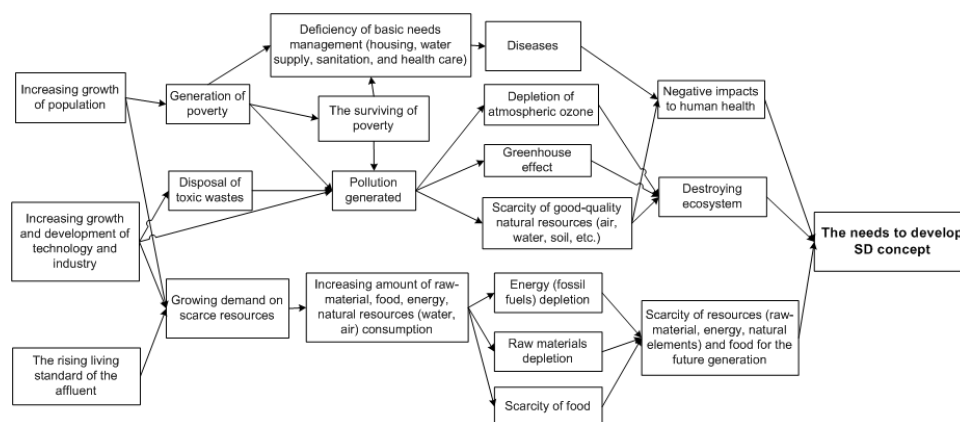 Increasing growth
of population
Increasing growth
and development of
technology and
industry
The rising living
standard of the
affluent
Generation of
poverty
Disposal of
toxic wastes
Growing demand on
scarce resources
Deficiency of basic needs
management (housing, water
supply, sanitation, and health care)
The surviving of
poverty
Pollution
generated
Increasing amount of raw-
material, food, energy,
natural resources (water,
air) consumption
Diseases
Depletion of
atmospheric ozone
Greenhouse
effect
Scarcity of good-quality
natural resources (air,
water, soil, etc.)
Energy (fossil
fuels) depletion
Raw materials
depletion
Scarcity of food
Negative impacts
to human health
Destroying
ecosystem
Scarcity of resources (raw-
material, energy, natural
elements) and food for the
future generation
The needs to develop
SD concept